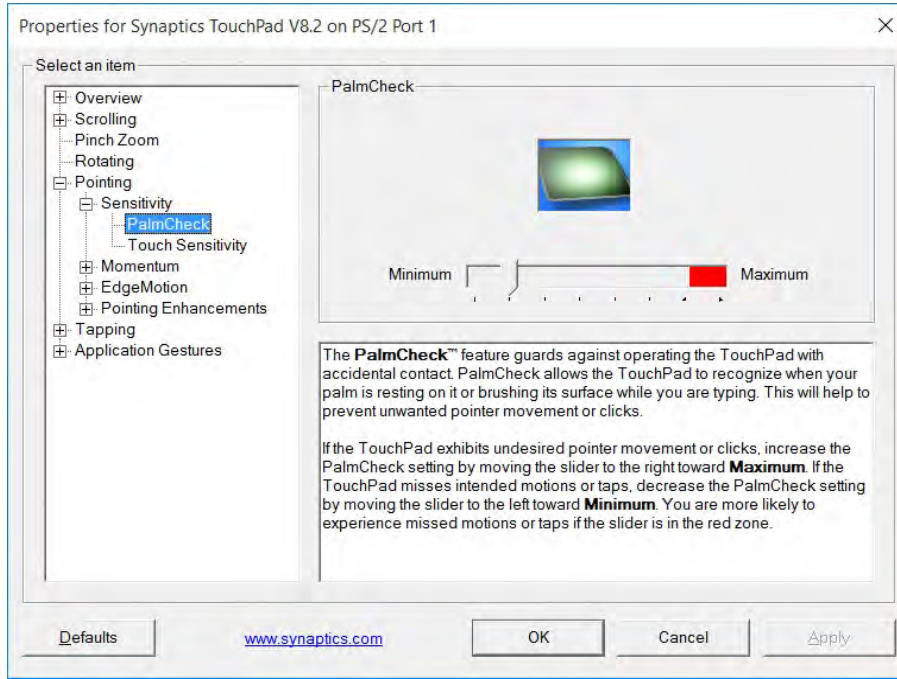 Properties for Synaptics TouchPad V8.2 on PS/2 Port 1
Select an item
Overview
Scrolling
Pinch Zoom
Rotating
Pointing
Sensitivity
PalmCheck
Touch Sensitivity
Momentum
EdgeMotion
Pointing Enhancements
Tapping
Application Gestures
PalmCheck
Minimum Maximum
The PalmCheck™ feature guards against operating the TouchPad with
accidental contact. PalmCheck allows the TouchPad to recognize when your
palm is resting on it or brushing its surface while you are typing. This will help to
prevent unwanted pointer movement or clicks.
If the TouchPad exhibits undesired pointer movement or clicks, increase the
PalmCheck setting by moving the slider to the right toward Maximum. If the
TouchPad misses intended motions or taps, decrease the PalmCheck setting
by moving the slider to the left toward Minimum. You are more likely to
experience missed motions or taps if the slider is in the red zone.
Defaults www.synaptics.com OK Cancel Apply